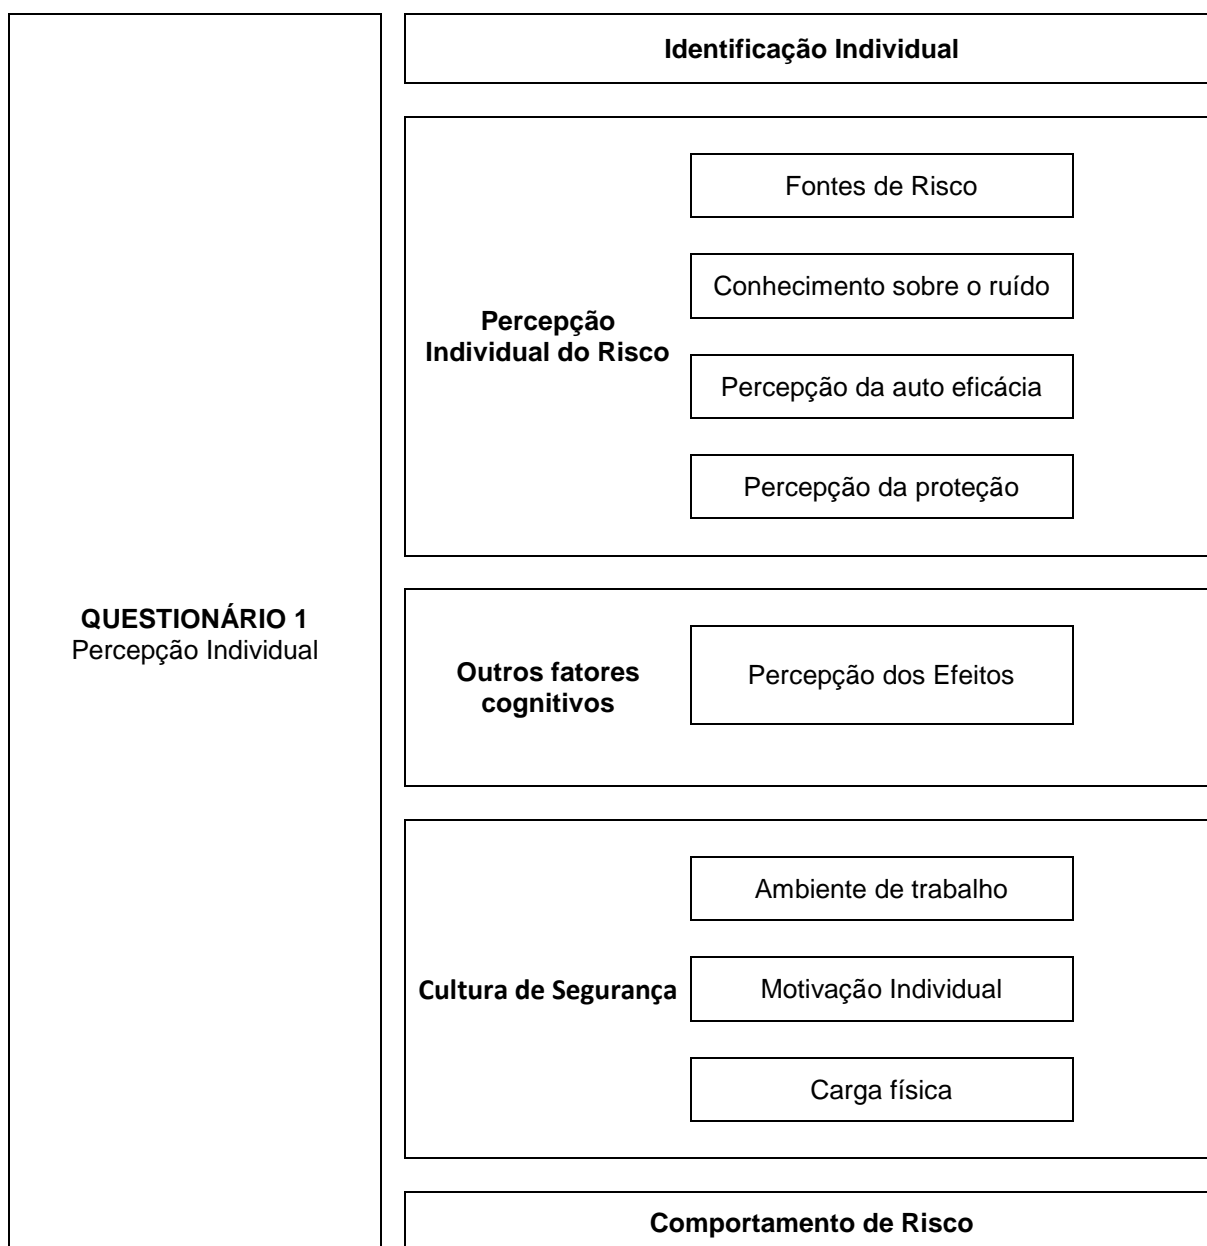 QUESTIONÁRIO 1
Percepção Individual
Identificação Individual
Percepção
Individual do Risco
Fontes de Risco
Conhecimento sobre o ruído
Percepção da auto eficácia
Percepção da proteção
Outros fatores
cognitivos
Percepção dos Efeitos
Cultura de Segurança
Ambiente de trabalho
Motivação Individual
Carga física
Comportamento de Risco